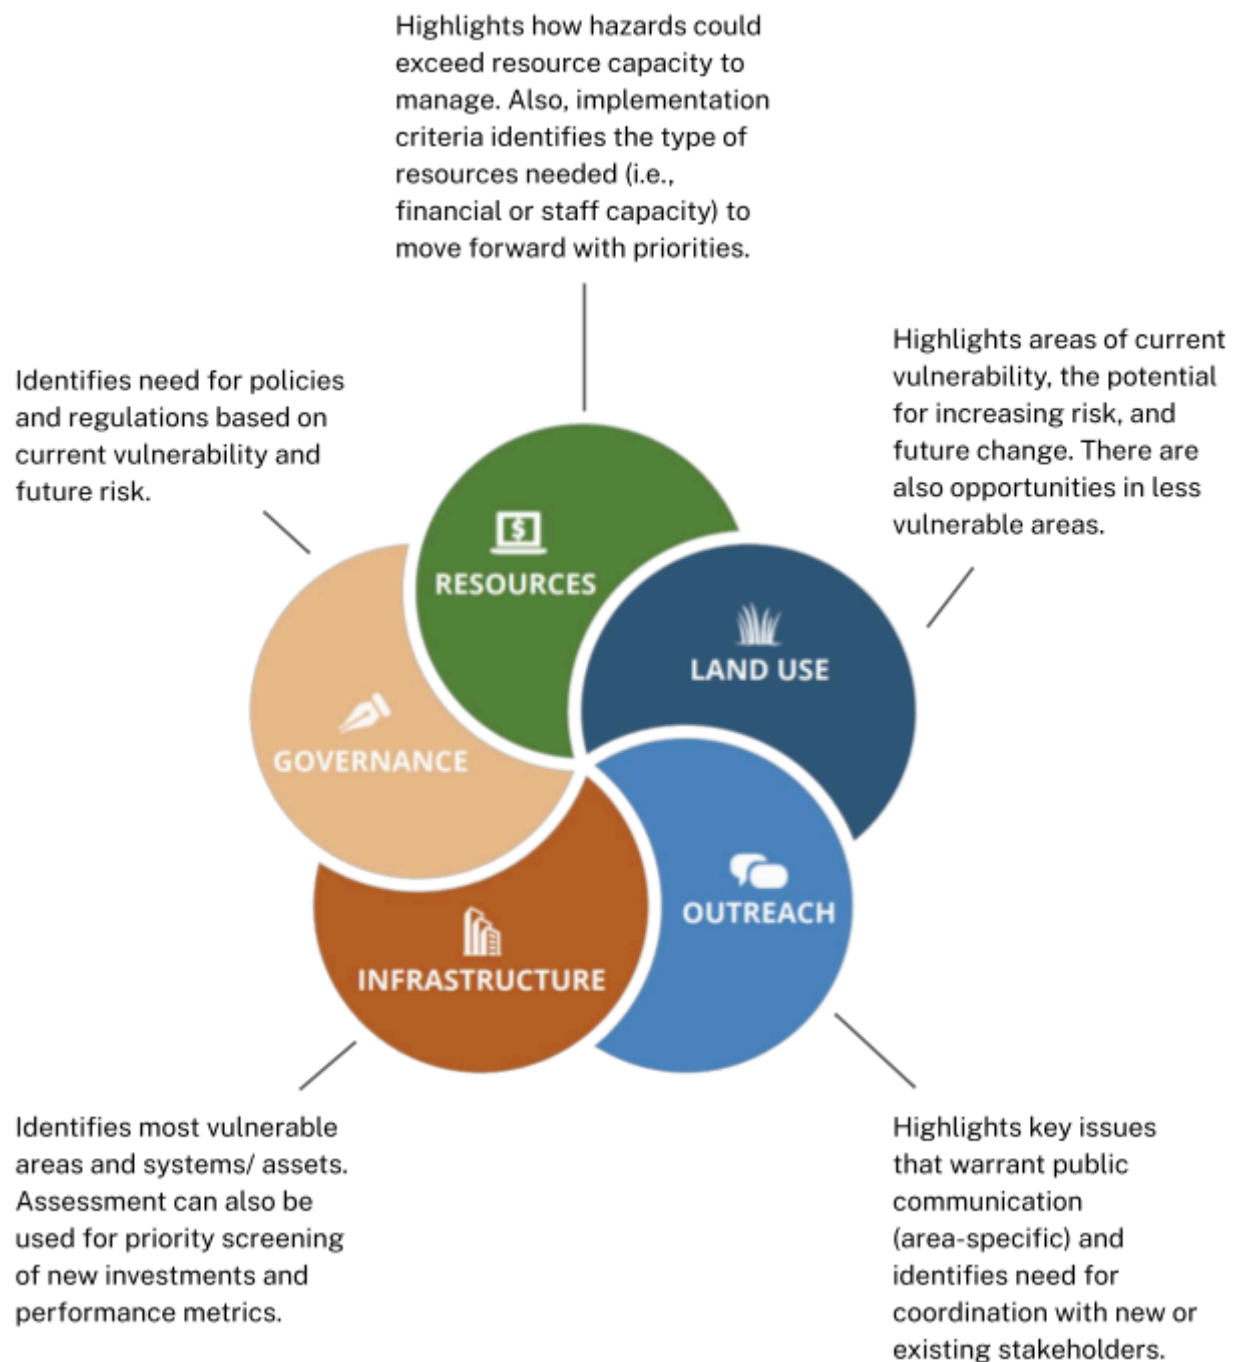 Highlights how hazards could
exceed resource capacity to
manage. Also, implementation
criteria identifies the type of
resources needed (i.e.,
financial or staff capacity) to
move forward with priorities.
Highlights areas of current
vulnerability, the potential
for increasing risk, and
future change. There are
also opportunities in less
vulnerable areas.
Identifies need for policies
and regulations based on
current vulnerability and
future risk.
$
RESOURCES
LAND USE
GOVERNANCE
OUTREACH
INFRASTRUCTURE
Identifies most vulnerable
areas and systems/ assets.
Assessment can also be
used for priority screening
of new investments and
performance metrics.
Highlights key issues
that warrant public
communication
(area-specific) and
identifies need for
coordination with new or
existing stakeholders.